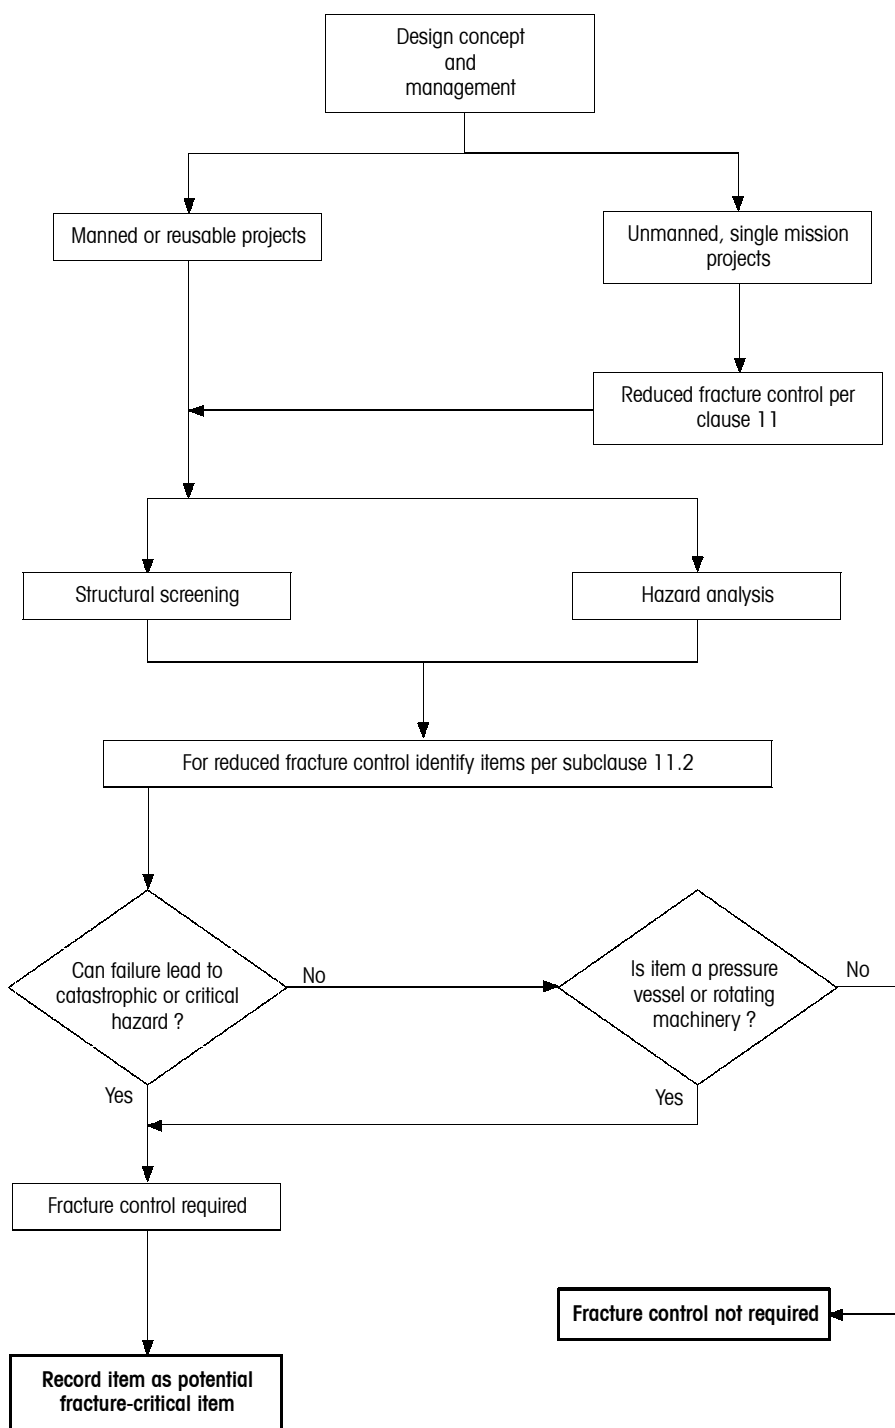 Design concept
and
management
Manned or reusable projects
Unmanned, single mission
projects
Reduced fracture control per
clause 11
Structural screening
Hazard analysis
For reduced fracture control identify items per subclause 11.2
Can failure lead to
catastrophic or critical
hazard ?
No
Is item a pressure
vessel or rotating
machinery ?
No
Yes
Yes
Fracture control required
Fracture control not required
Record item as potential
fracture-critical item